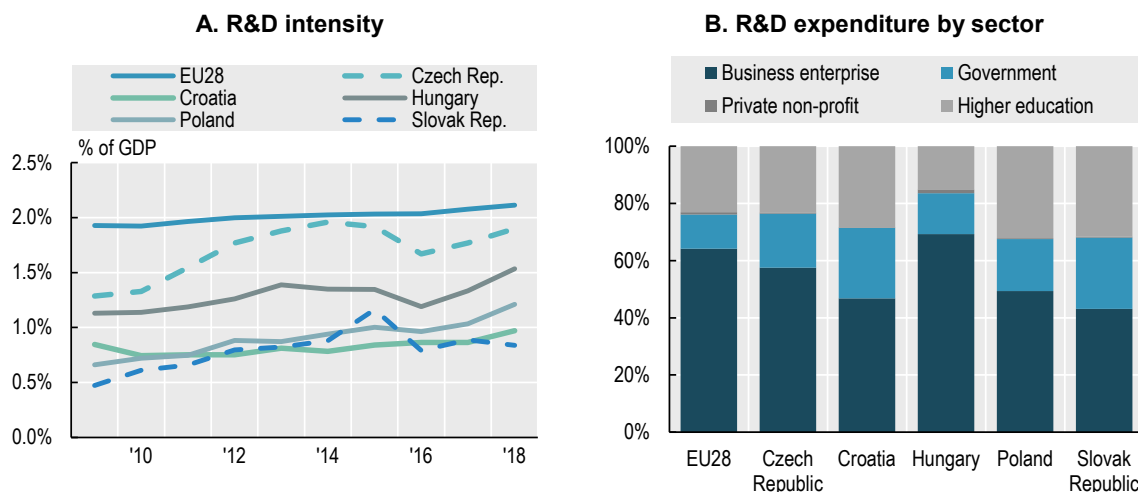 A. R&D intensity
EU28
Czech Rep.
Croatia
Hungary
Poland
Slovak Rep.
% of GDP
2.5%
2.0%
1.5%
1.0%
0.5%
0.0%
'10
'12
'14
'16
'18
B. R&D expenditure by sector
Business enterprise
Government
Private non-profit
Higher education
100%
80%
60%
40%
20%
0%
EU28
Czech
Republic
Croatia
Hungary
Poland
Slovak
Republic